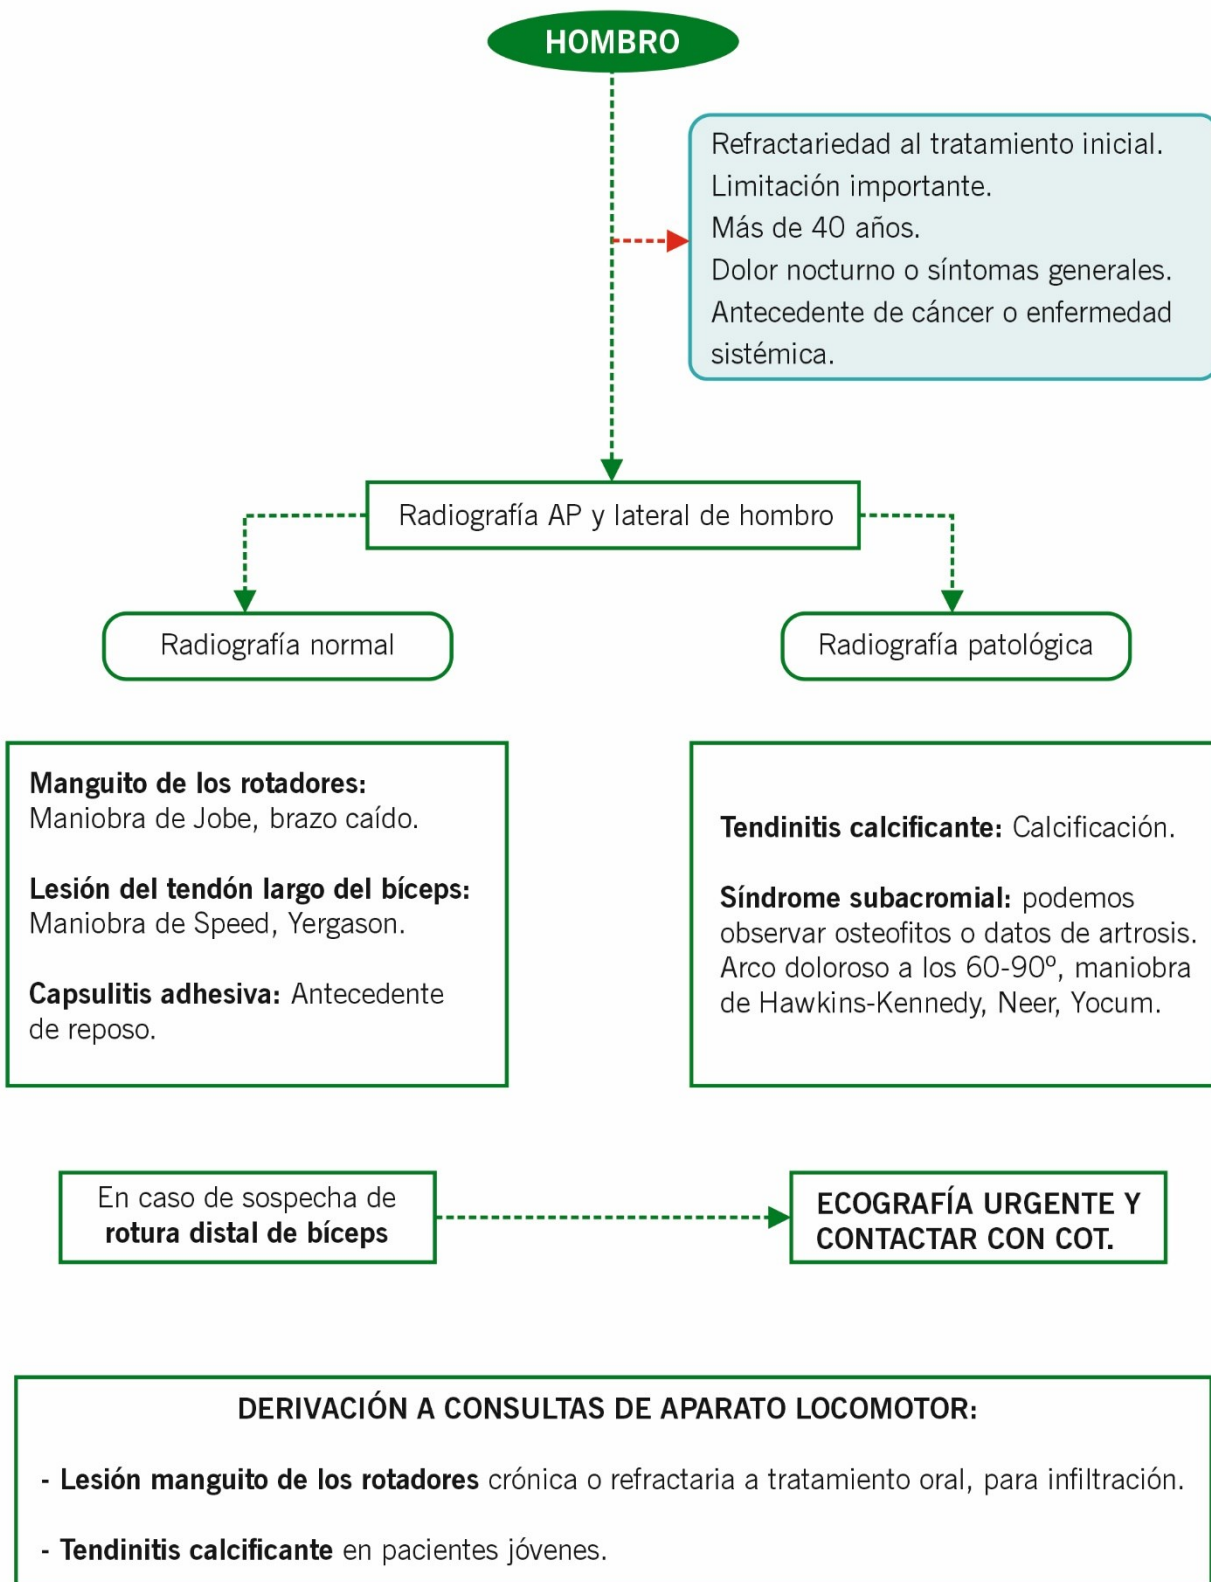 HOMBRO
Refractariedad al tratamiento inicial.
Limitación importante.
Más de 40 años.
Dolor nocturno o síntomas generales.
Antecedente de cáncer o enfermedad
sistémica.
Radiografía AP y lateral de hombro
Radiografía normal
Radiografía patológica
Manguito de los rotadores:
Maniobra de Jobe, brazo caído.
Lesión del tendón largo del bíceps:
Maniobra de Speed, Yergason.
Capsulitis adhesiva: Antecedente
de reposo.
Tendinitis calcificante: Calcificación.
Síndrome subacromial: podemos
observar osteofitos o datos de artrosis.
Arco doloroso a los 60-90º, maniobra
de Hawkins-Kennedy, Neer, Yocum.
En caso de sospecha de
rotura distal de bíceps
ECOGRAFÍA URGENTE Y
CONTACTAR CON COT.
DERIVACIÓN A CONSULTAS DE APARATO LOCOMOTOR:
- Lesión manguito de los rotadores crónica o refractaria a tratamiento oral, para infiltración.
- Tendinitis calcificante en pacientes jóvenes.